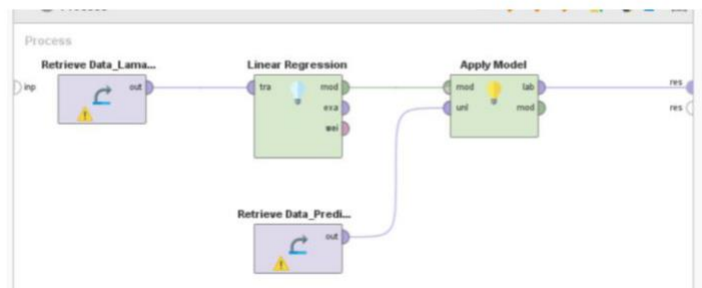 Process
Process
Retrieve Data_Lama...
Linear Regression
Apply Model
inp
out
tra
mod
exa
wei
mod
unl
lab
mod
res
res
Retrieve Data_Predi...
out